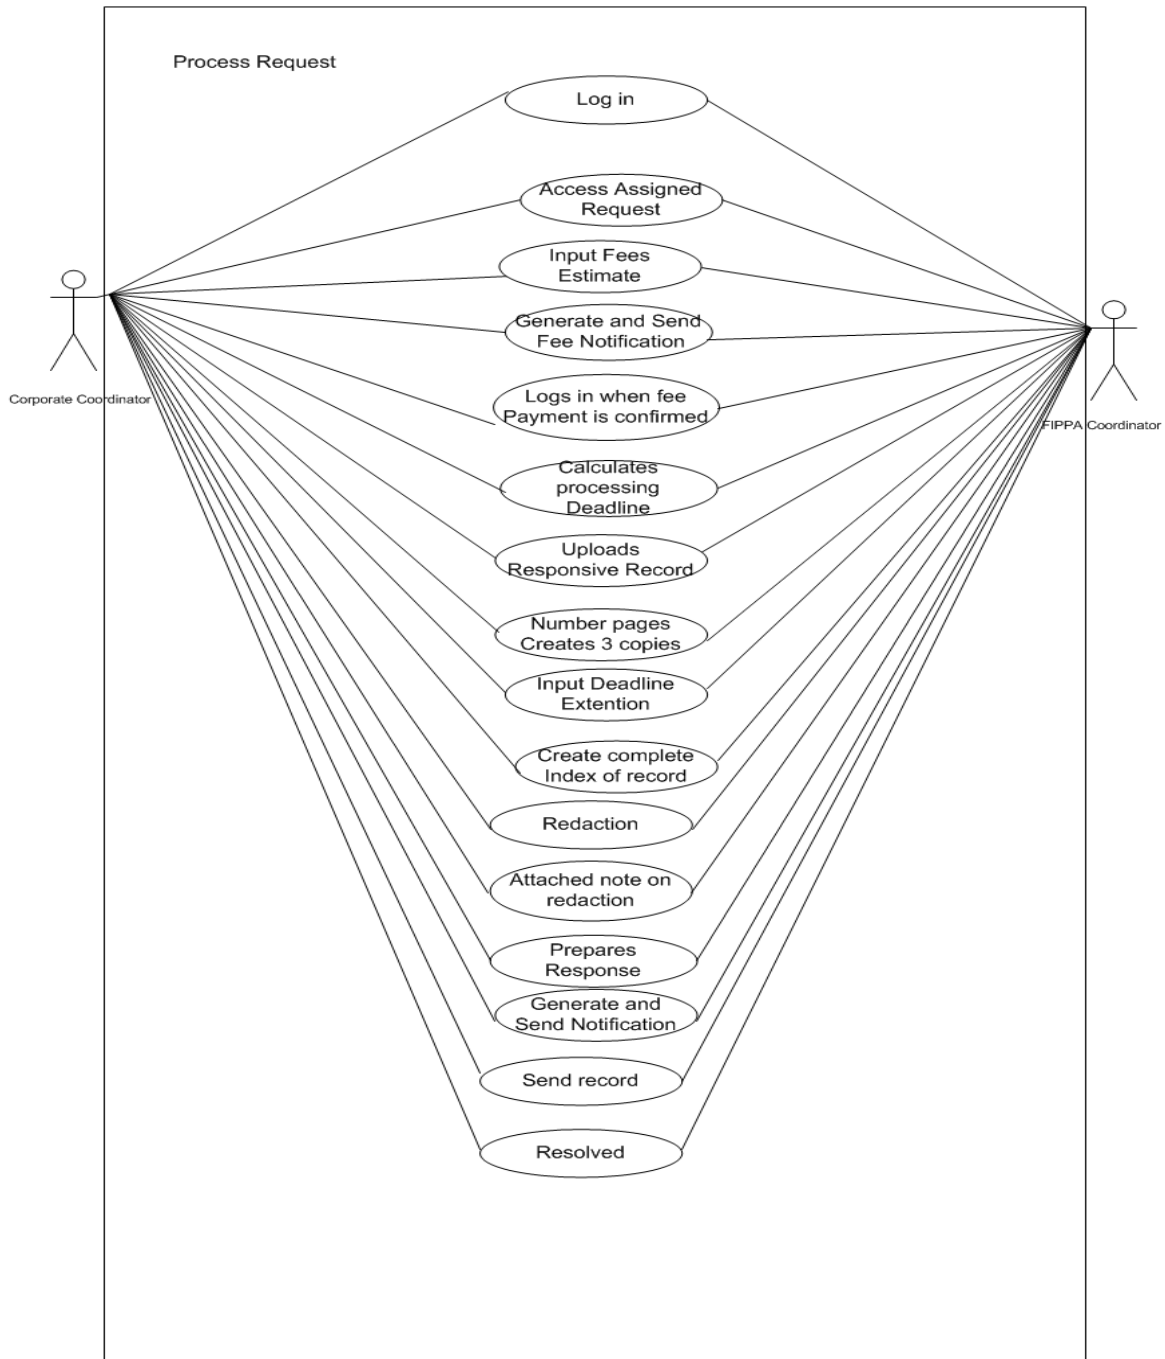 Process Request
Log in
Access Assigned
Request
Input Fees
Estimate
Generate and Send
Fee Notification
Logs in when fee
Payment is confirmed
Corporate Coordinator
FIPPA Coordinator
Calculates
processing
Deadline
Uploads
Responsive Record
Number pages
Creates 3 copies
Input Deadline
Extention
Create complete
Index of record
Redaction
Attached note on
redaction
Prepares
Response
Generate and
Send Notification
Send record
Resolved